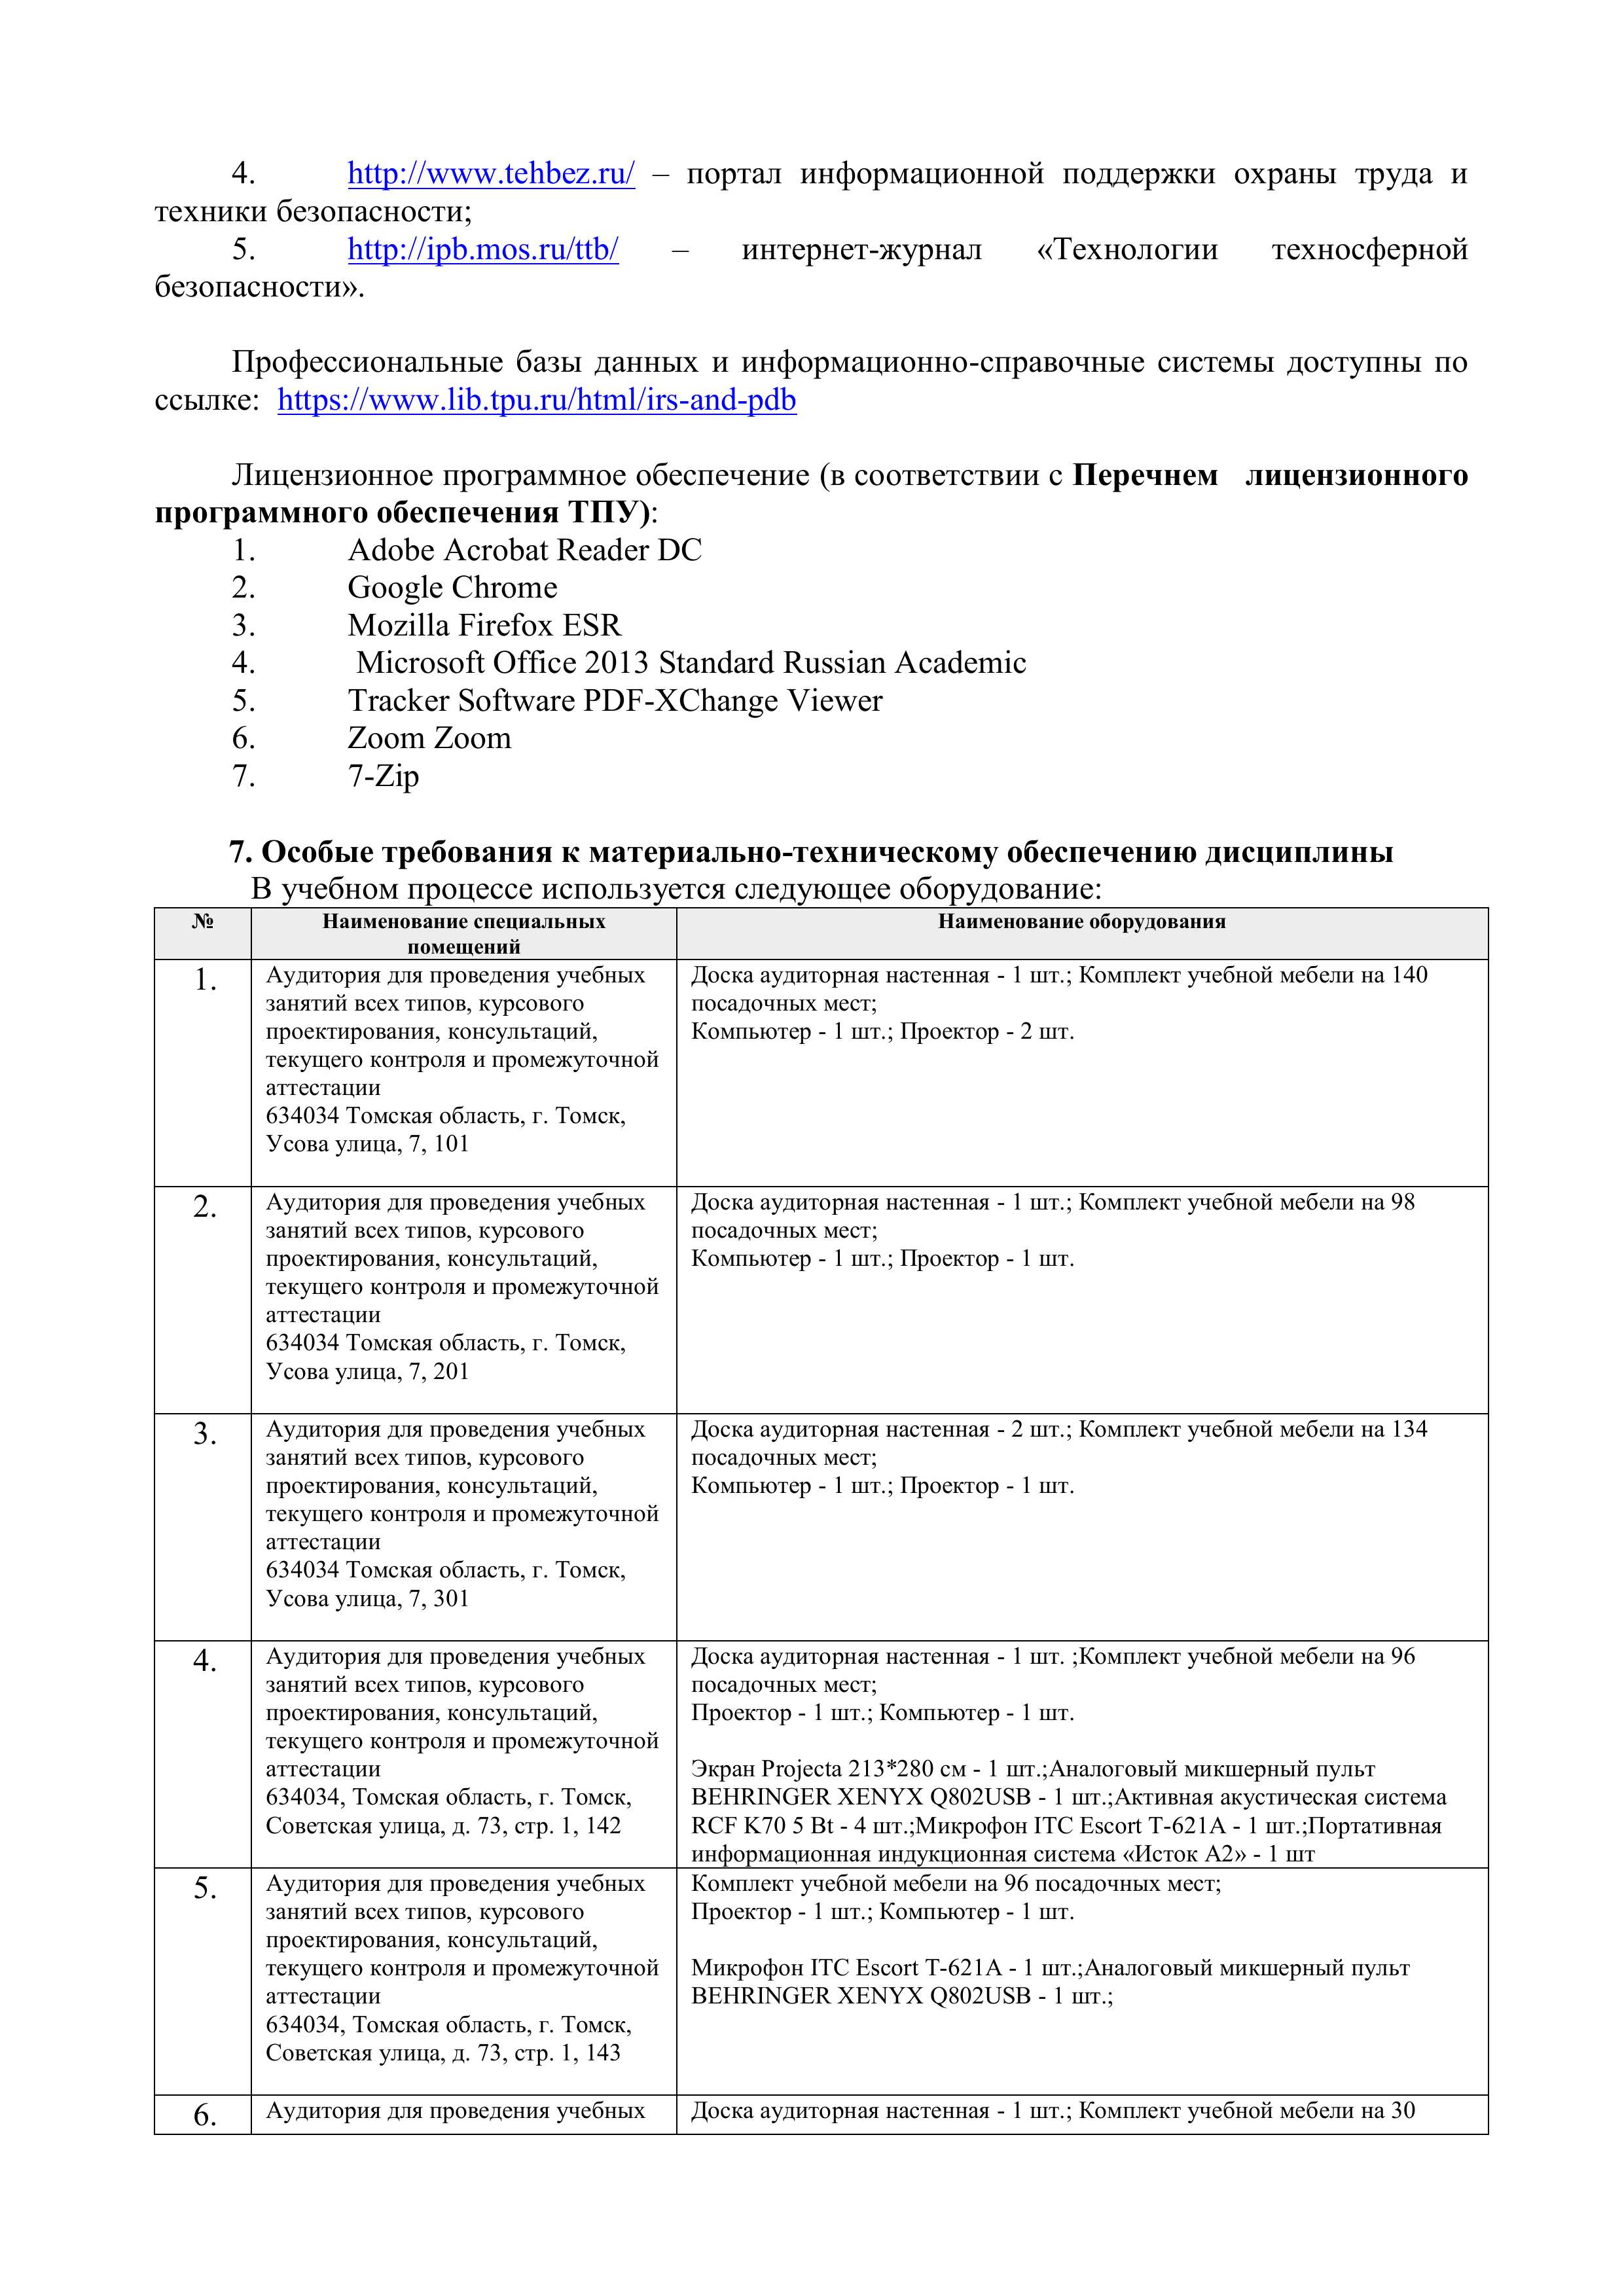 4. http://www.tehbez.ru/ – портал информационной поддержки охраны труда и
техники безопасности;
5. http://ipb.mos.ru/ttb/ – интернет-журнал «Технологии техносферной
безопасности».
Профессиональные базы данных и информационно-справочные системы доступны по
ссылке: https://www.lib.tpu.ru/html/irs-and-pdb
Лицензионное программное обеспечение (в соответствии с Перечнем лицензионного
программного обеспечения ТПУ):
1. Adobe Acrobat Reader DC
2. Google Chrome
3. Mozilla Firefox ESR
4. Microsoft Office 2013 Standard Russian Academic
5. Tracker Software PDF-XChange Viewer
6. Zoom Zoom
7. 7-Zip
7. Особые требования к материально-техническому обеспечению дисциплины
В учебном процессе используется следующее оборудование:
№
Наименование специальных
помещений
Наименование оборудования
1.
Аудитория для проведения учебных
занятий всех типов, курсового
проектирования, консультаций,
текущего контроля и промежуточной
аттестации
634034 Томская область, г. Томск,
Усова улица, 7, 101
Доска аудиторная настенная - 1 шт.; Комплект учебной мебели на 140
посадочных мест;
Компьютер - 1 шт.; Проектор - 2 шт.
2.
Аудитория для проведения учебных
занятий всех типов, курсового
проектирования, консультаций,
текущего контроля и промежуточной
аттестации
634034 Томская область, г. Томск,
Усова улица, 7, 201
Доска аудиторная настенная - 1 шт.; Комплект учебной мебели на 98
посадочных мест;
Компьютер - 1 шт.; Проектор - 1 шт.
3.
Аудитория для проведения учебных
занятий всех типов, курсового
проектирования, консультаций,
текущего контроля и промежуточной
аттестации
634034 Томская область, г. Томск,
Усова улица, 7, 301
Доска аудиторная настенная - 2 шт.; Комплект учебной мебели на 134
посадочных мест;
Компьютер - 1 шт.; Проектор - 1 шт.
4.
Аудитория для проведения учебных
занятий всех типов, курсового
проектирования, консультаций,
текущего контроля и промежуточной
аттестации
634034, Томская область, г. Томск,
Советская улица, д. 73, стр. 1, 142
Доска аудиторная настенная - 1 шт. ;Комплект учебной мебели на 96
посадочных мест;
Проектор - 1 шт.; Компьютер - 1 шт.
Экран Projecta 213*280 см - 1 шт.;Аналоговый микшерный пульт
BEHRINGER XENYX Q802USB - 1 шт.;Активная акустическая система
RCF K70 5 Bt - 4 шт.;Микрофон ITC Escort T-621A - 1 шт.;Портативная
информационная индукционная система «Исток А2» - 1 шт
5.
Аудитория для проведения учебных
занятий всех типов, курсового
проектирования, консультаций,
текущего контроля и промежуточной
аттестации
634034, Томская область, г. Томск,
Советская улица, д. 73, стр. 1, 143
Комплект учебной мебели на 96 посадочных мест;
Проектор - 1 шт.; Компьютер - 1 шт.
Микрофон ITC Escort T-621A - 1 шт.;Аналоговый микшерный пульт
BEHRINGER XENYX Q802USB - 1 шт.;
6.
Аудитория для проведения учебных
Доска аудиторная настенная - 1 шт.; Комплект учебной мебели на 30